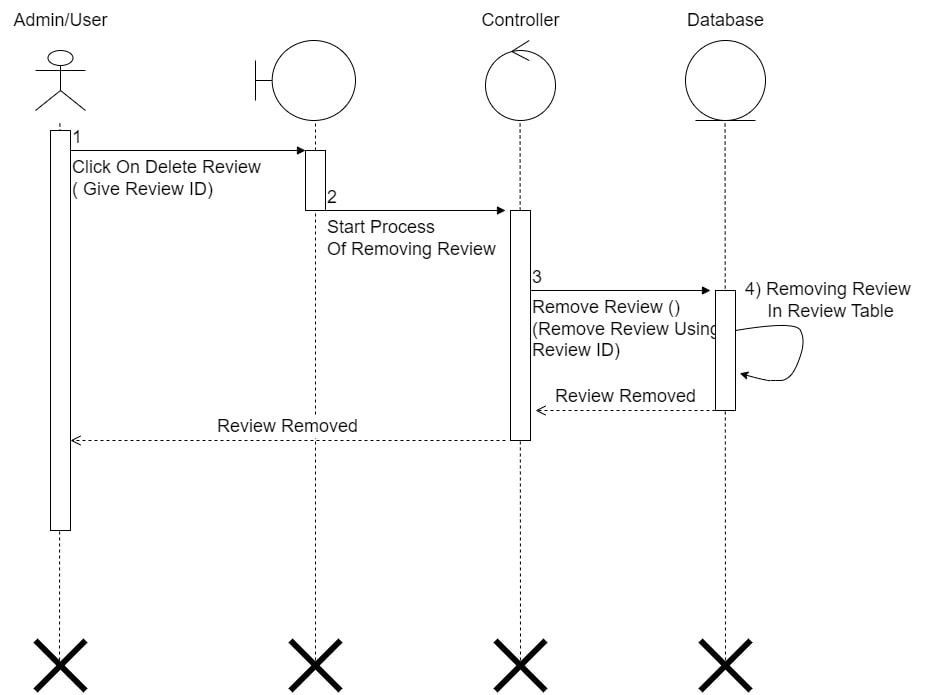 Admin/User
Controller
Database
1
Click On Delete Review
( Give Review ID)
2
Start Process
Of Removing Review
3
Remove Review ()
(Remove Review Using
Review ID)
4) Removing Review
In Review Table
Review Removed
Review Removed